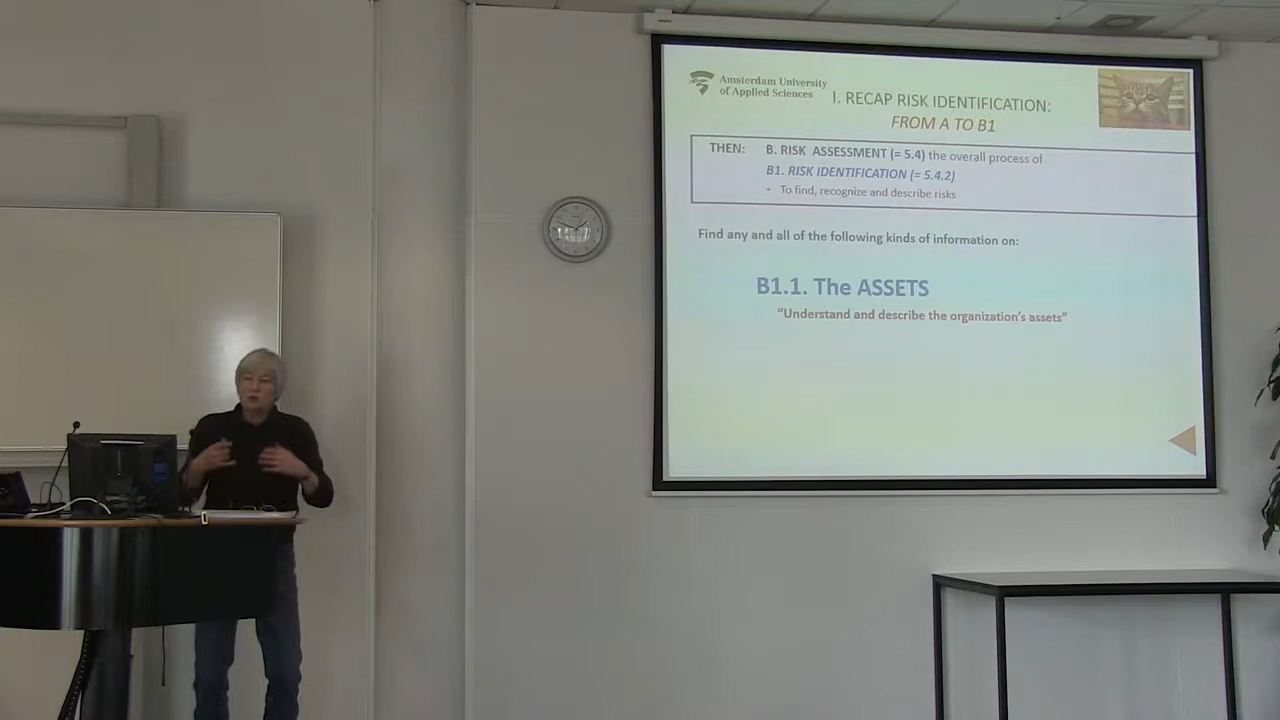 Amsterdam University
of Applied Sciences
I. RECAP RISK IDENTIFICATION:
FROM A TO B1
THEN: B. RISK ASSESSMENT (= 5.4) the overall process of
B1. RISK IDENTIFICATION (= 5.4.2)
- To find, recognize and describe risks
Find any and all of the following kinds of information on:
B1.1. The ASSETS
“Understand and describe the organization’s assets”